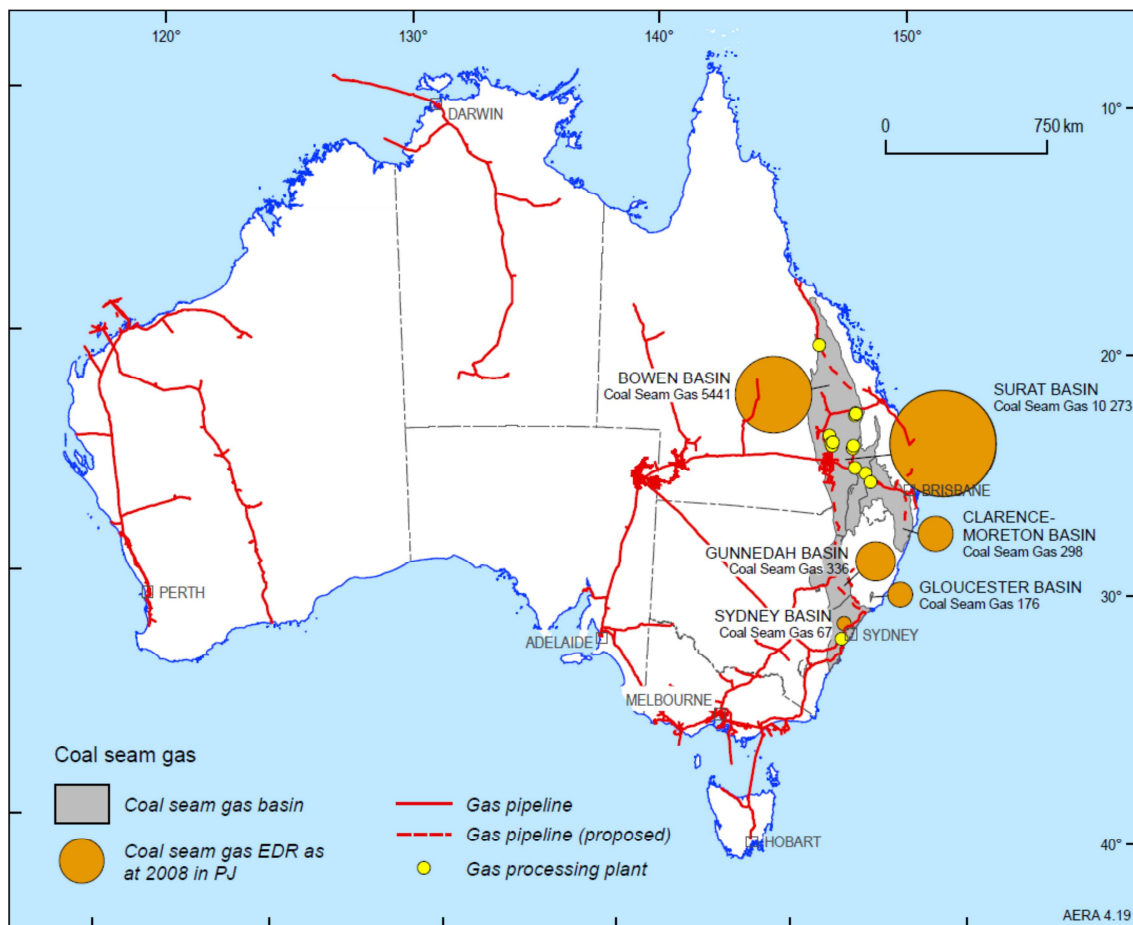 120°
130°
140°
150°
10°
DARWIN
0
750 km
20°
BOWEN BASIN
Coal Seam Gas 5441
SURAT BASIN
Coal Seam Gas 10 273
BRISBANE
CLARENCE-
MORETON BASIN
Coal Seam Gas 298
GUNNEDAH BASIN
Coal Seam Gas 336
GLOUCESTER BASIN
Coal Seam Gas 176
PERTH
30°
SYDNEY BASIN
Coal Seam Gas 67
SYDNEY
ADELAIDE
MELBOURNE
Coal seam gas
Coal seam gas basin
Coal seam gas EDR as
at 2008 in PJ
Gas pipeline
Gas pipeline (proposed)
Gas processing plant
HOBART
40°
AERA 4.19